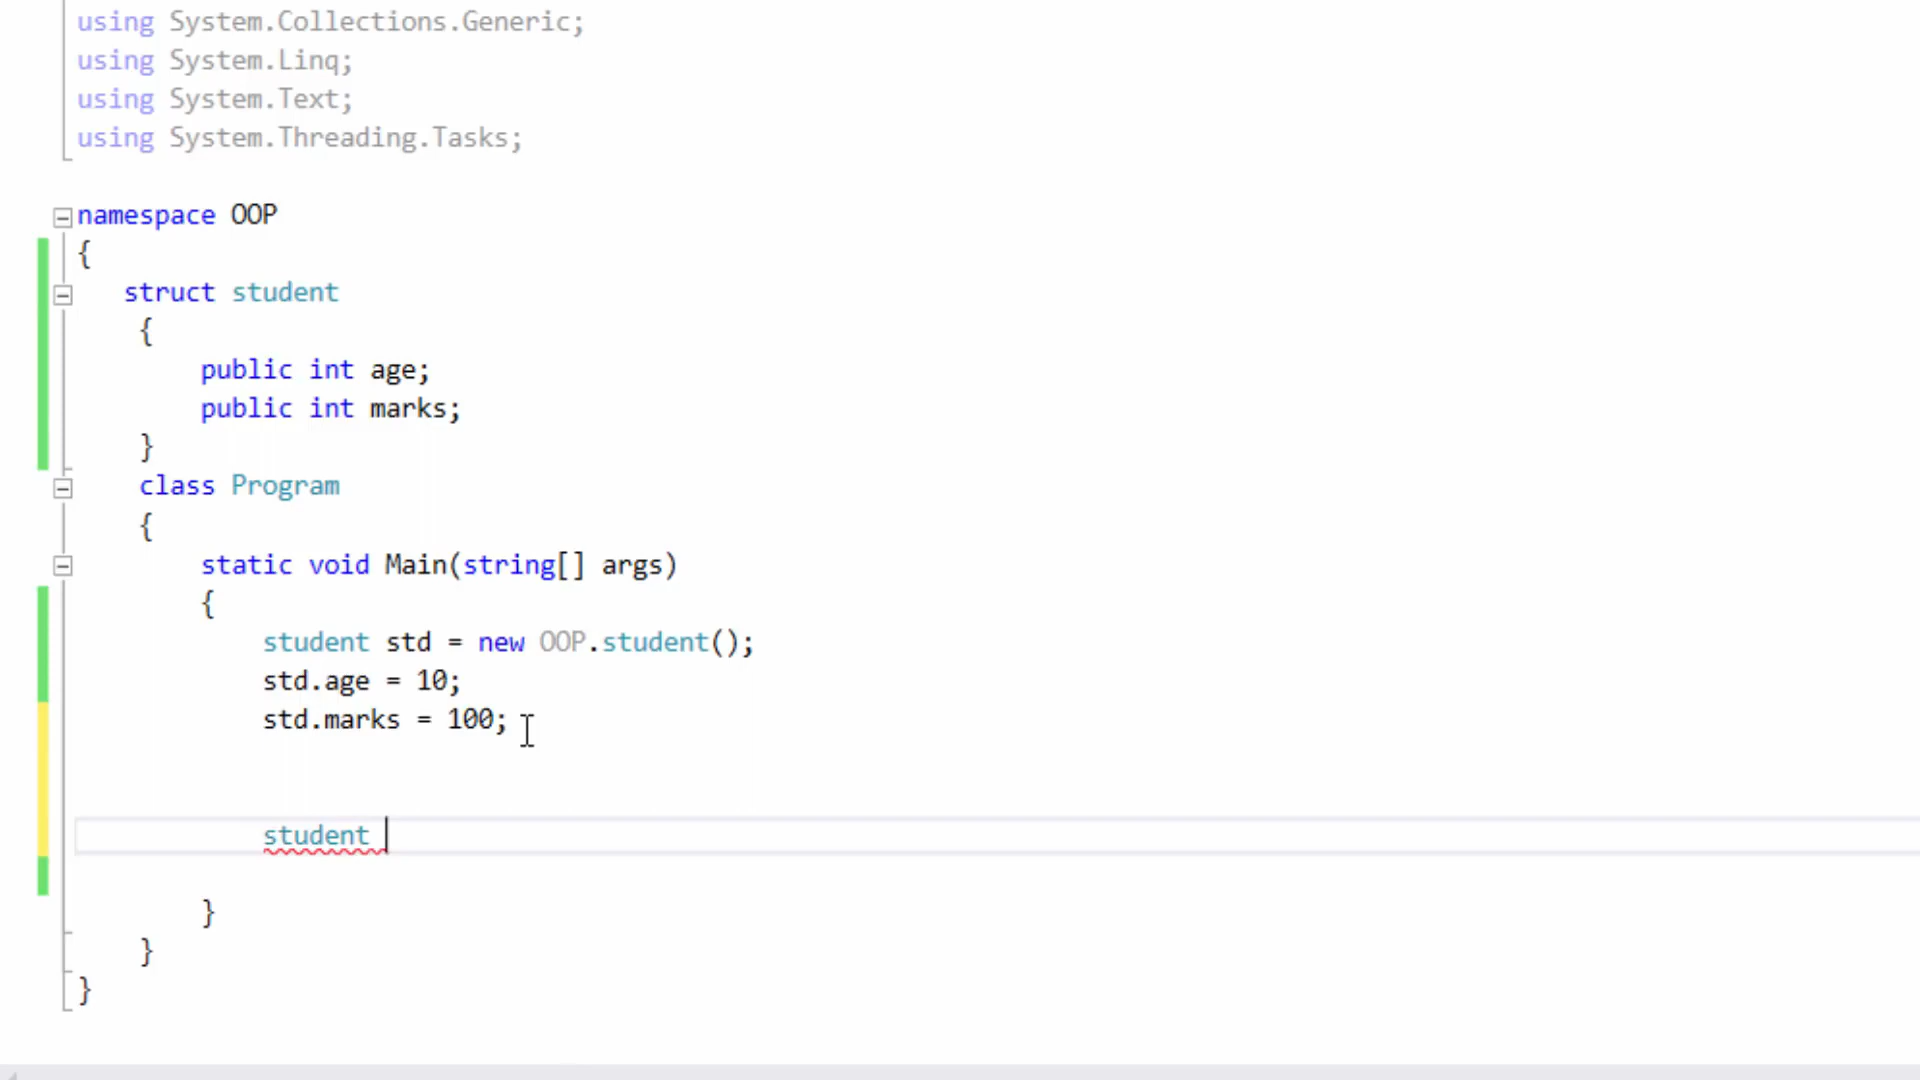 using System.Collections.Generic;
using System.Linq;
using System.Text;
using System.Threading.Tasks;
namespace OOP
{
struct student
{
public int age;
public int marks;
}
class Program
{
static void Main(string[] args)
{
student std = new OOP.student();
std.age = 10;
std.marks = 100;
student
}
}
}